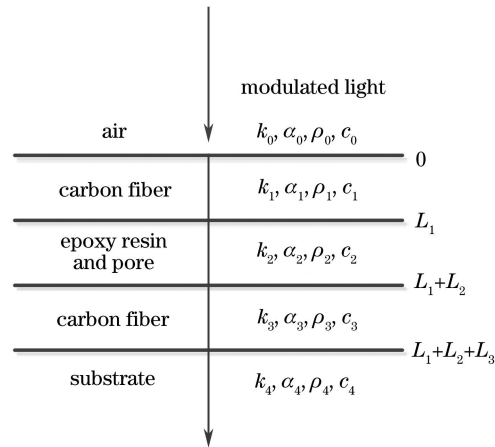 modulated light
air k₀, α₀, ρ₀, c₀
0
carbon fiber k₁, α₁, ρ₁, c₁
L₁
epoxy resin
and pore k₂, α₂, ρ₂, c₂
L₁+L₂
carbon fiber k₃, α₃, ρ₃, c₃
L₁+L₂+L₃
substrate k₄, α₄, ρ₄, c₄